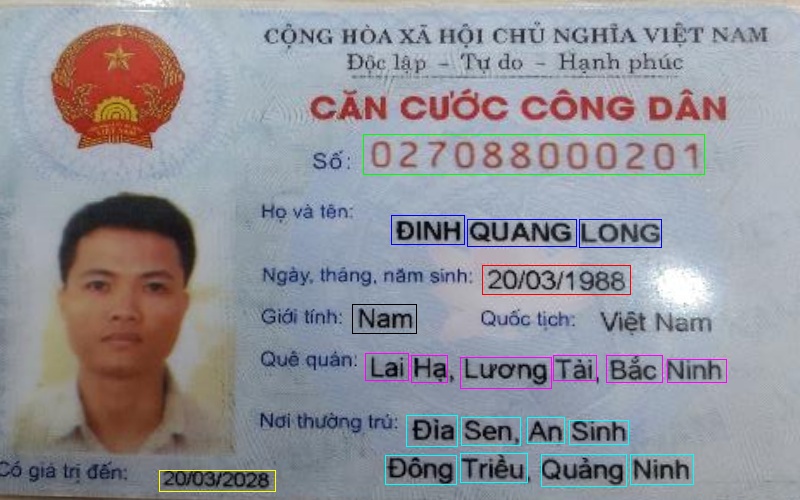 CỘNG HÒA XÃ HỘI CHỦ NGHĨA VIỆT NAM
Độc lập – Tự do – Hạnh phúc
CĂN CƯỚC CÔNG DÂN
Số: 027088000201
Họ và tên:
ĐINH QUANG LONG
Ngày, tháng, năm sinh: 20/03/1988
Giới tính: Nam Quốc tịch: Việt Nam
Quê quán: Lai Hạ, Lương Tài, Bắc Ninh
Nơi thường trú: Đìa Sen, An Sinh
Đông Triều, Quảng Ninh
Có giá trị đến: 20/03/2028